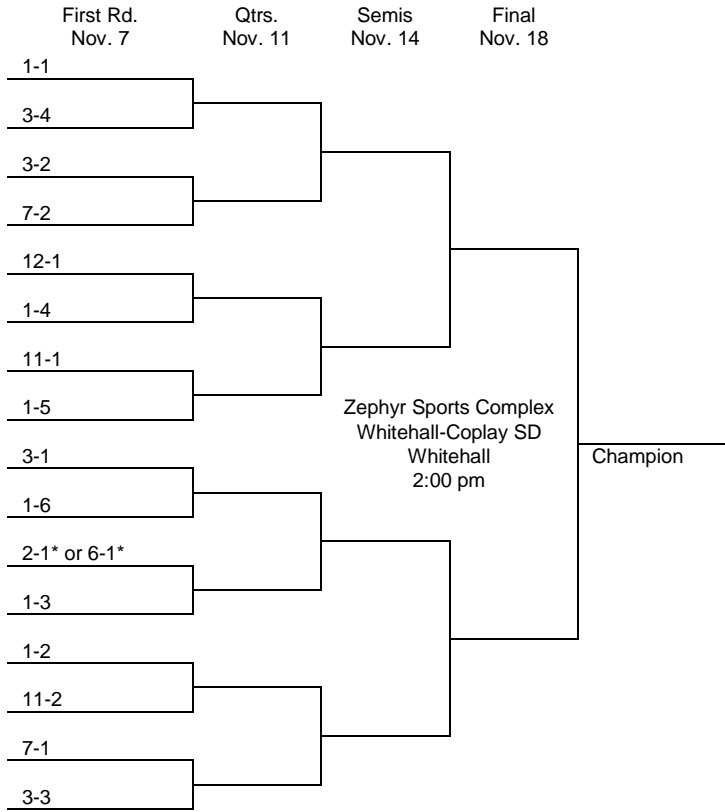 First Rd. Qtrs. Semis Final
Nov. 7 Nov. 11 Nov. 14 Nov. 18
1-1
3-4
3-2
7-2
12-1
1-4
11-1
1-5
Zephyr Sports Complex
Whitehall-Coplay SD
Whitehall
2:00 pm
Champion
3-1
1-6
2-1* or 6-1*
1-3
1-2
11-2
7-1
3-3